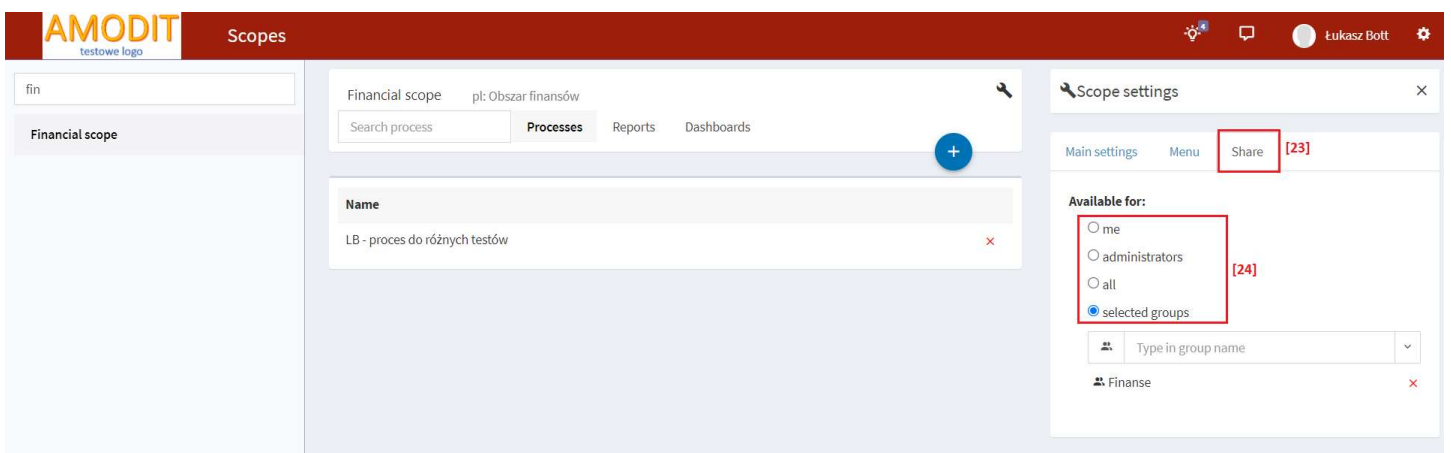 AMODIT
testowe logo
Scopes
4
Łukasz Bott
fin
Financial scope
Financial scope pl: Obszar finansów
Search process Processes Reports Dashboards
+
Name
LB - proces do różnych testów
Scope settings
Main settings Menu Share [23]
Available for:
me
administrators
[24]
all
selected groups
Type in group name
Finanse